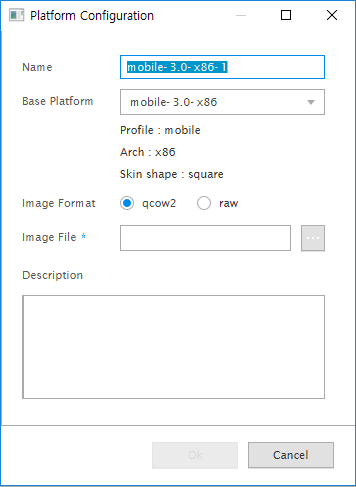 Platform Configuration
Name
mobile-3.0-x86-1
Base Platform
mobile-3.0-x86
Profile : mobile
Arch : x86
Skin shape : square
Image Format
qcow2
raw
Image File *
...
Description
Ok
Cancel